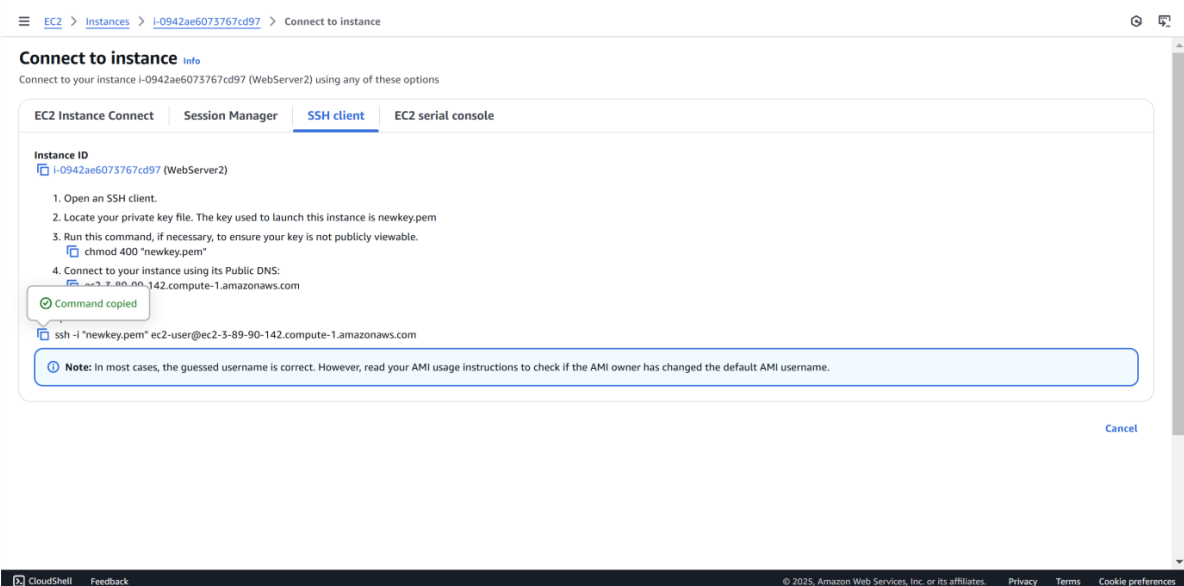 EC2 > Instances > i-0942ae6073767cd97 > Connect to instance
Connect to instance Info
Connect to your instance i-0942ae6073767cd97 (WebServer2) using any of these options
EC2 Instance Connect Session Manager SSH client EC2 serial console
Instance ID
i-0942ae6073767cd97 (WebServer2)
1. Open an SSH client.
2. Locate your private key file. The key used to launch this instance is newkey.pem
3. Run this command, if necessary, to ensure your key is not publicly viewable.
chmod 400 "newkey.pem"
4. Connect to your instance using its Public DNS:
ec2-3-89-90-142.compute-1.amazonaws.com
Command copied
ssh -i "newkey.pem" ec2-user@ec2-3-89-90-142.compute-1.amazonaws.com
Note: In most cases, the guessed username is correct. However, read your AMI usage instructions to check if the AMI owner has changed the default AMI username.
Cancel
CloudShell Feedback © 2025, Amazon Web Services, Inc. or its affiliates. Privacy Terms Cookie preferences